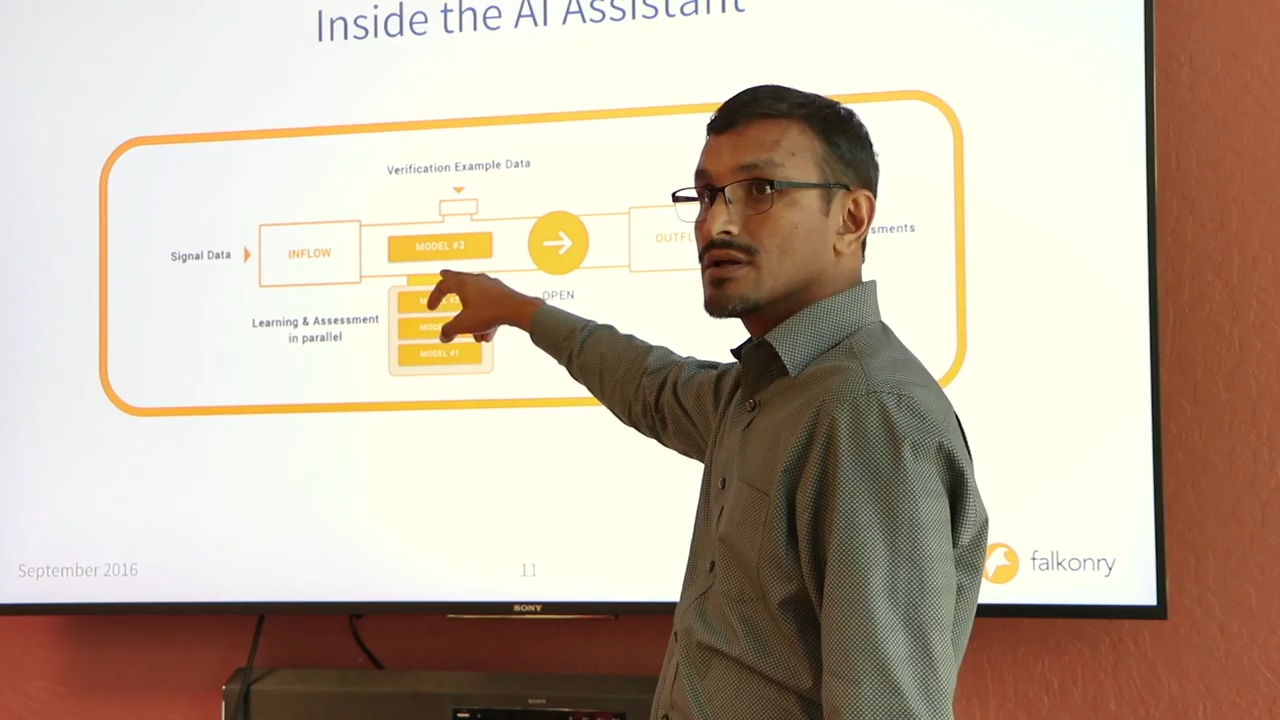 Inside the AI Assistant
Verification Example Data
Signal Data
INFLOW
MODEL #3
OPEN
Learning & Assessment
in parallel
MODEL #1
September 2016
11
falkonry
SONY
SONY